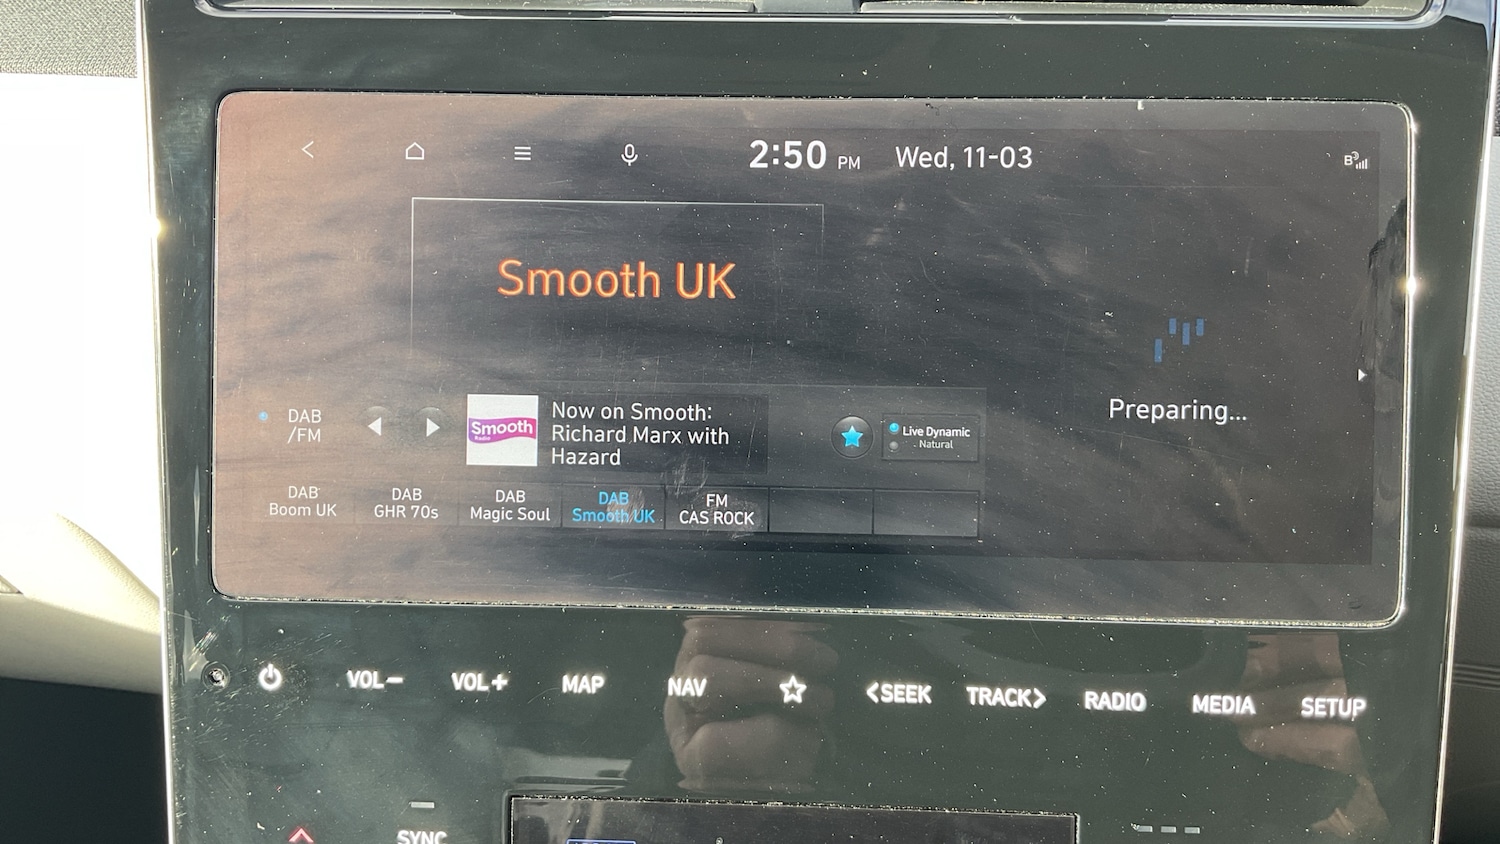 2:50 PM Wed, 11-03
Smooth UK
Preparing...
DAB
/FM
Smooth
Radio
Now on Smooth:
Richard Marx with
Hazard
Live Dynamic
Natural
DAB
Boom UK
DAB
GHR 70s
DAB
Magic Soul
DAB
Smooth UK
FM
CAS ROCK
VOL− VOL+ MAP NAV <SEEK TRACK> RADIO MEDIA SETUP
SYNC